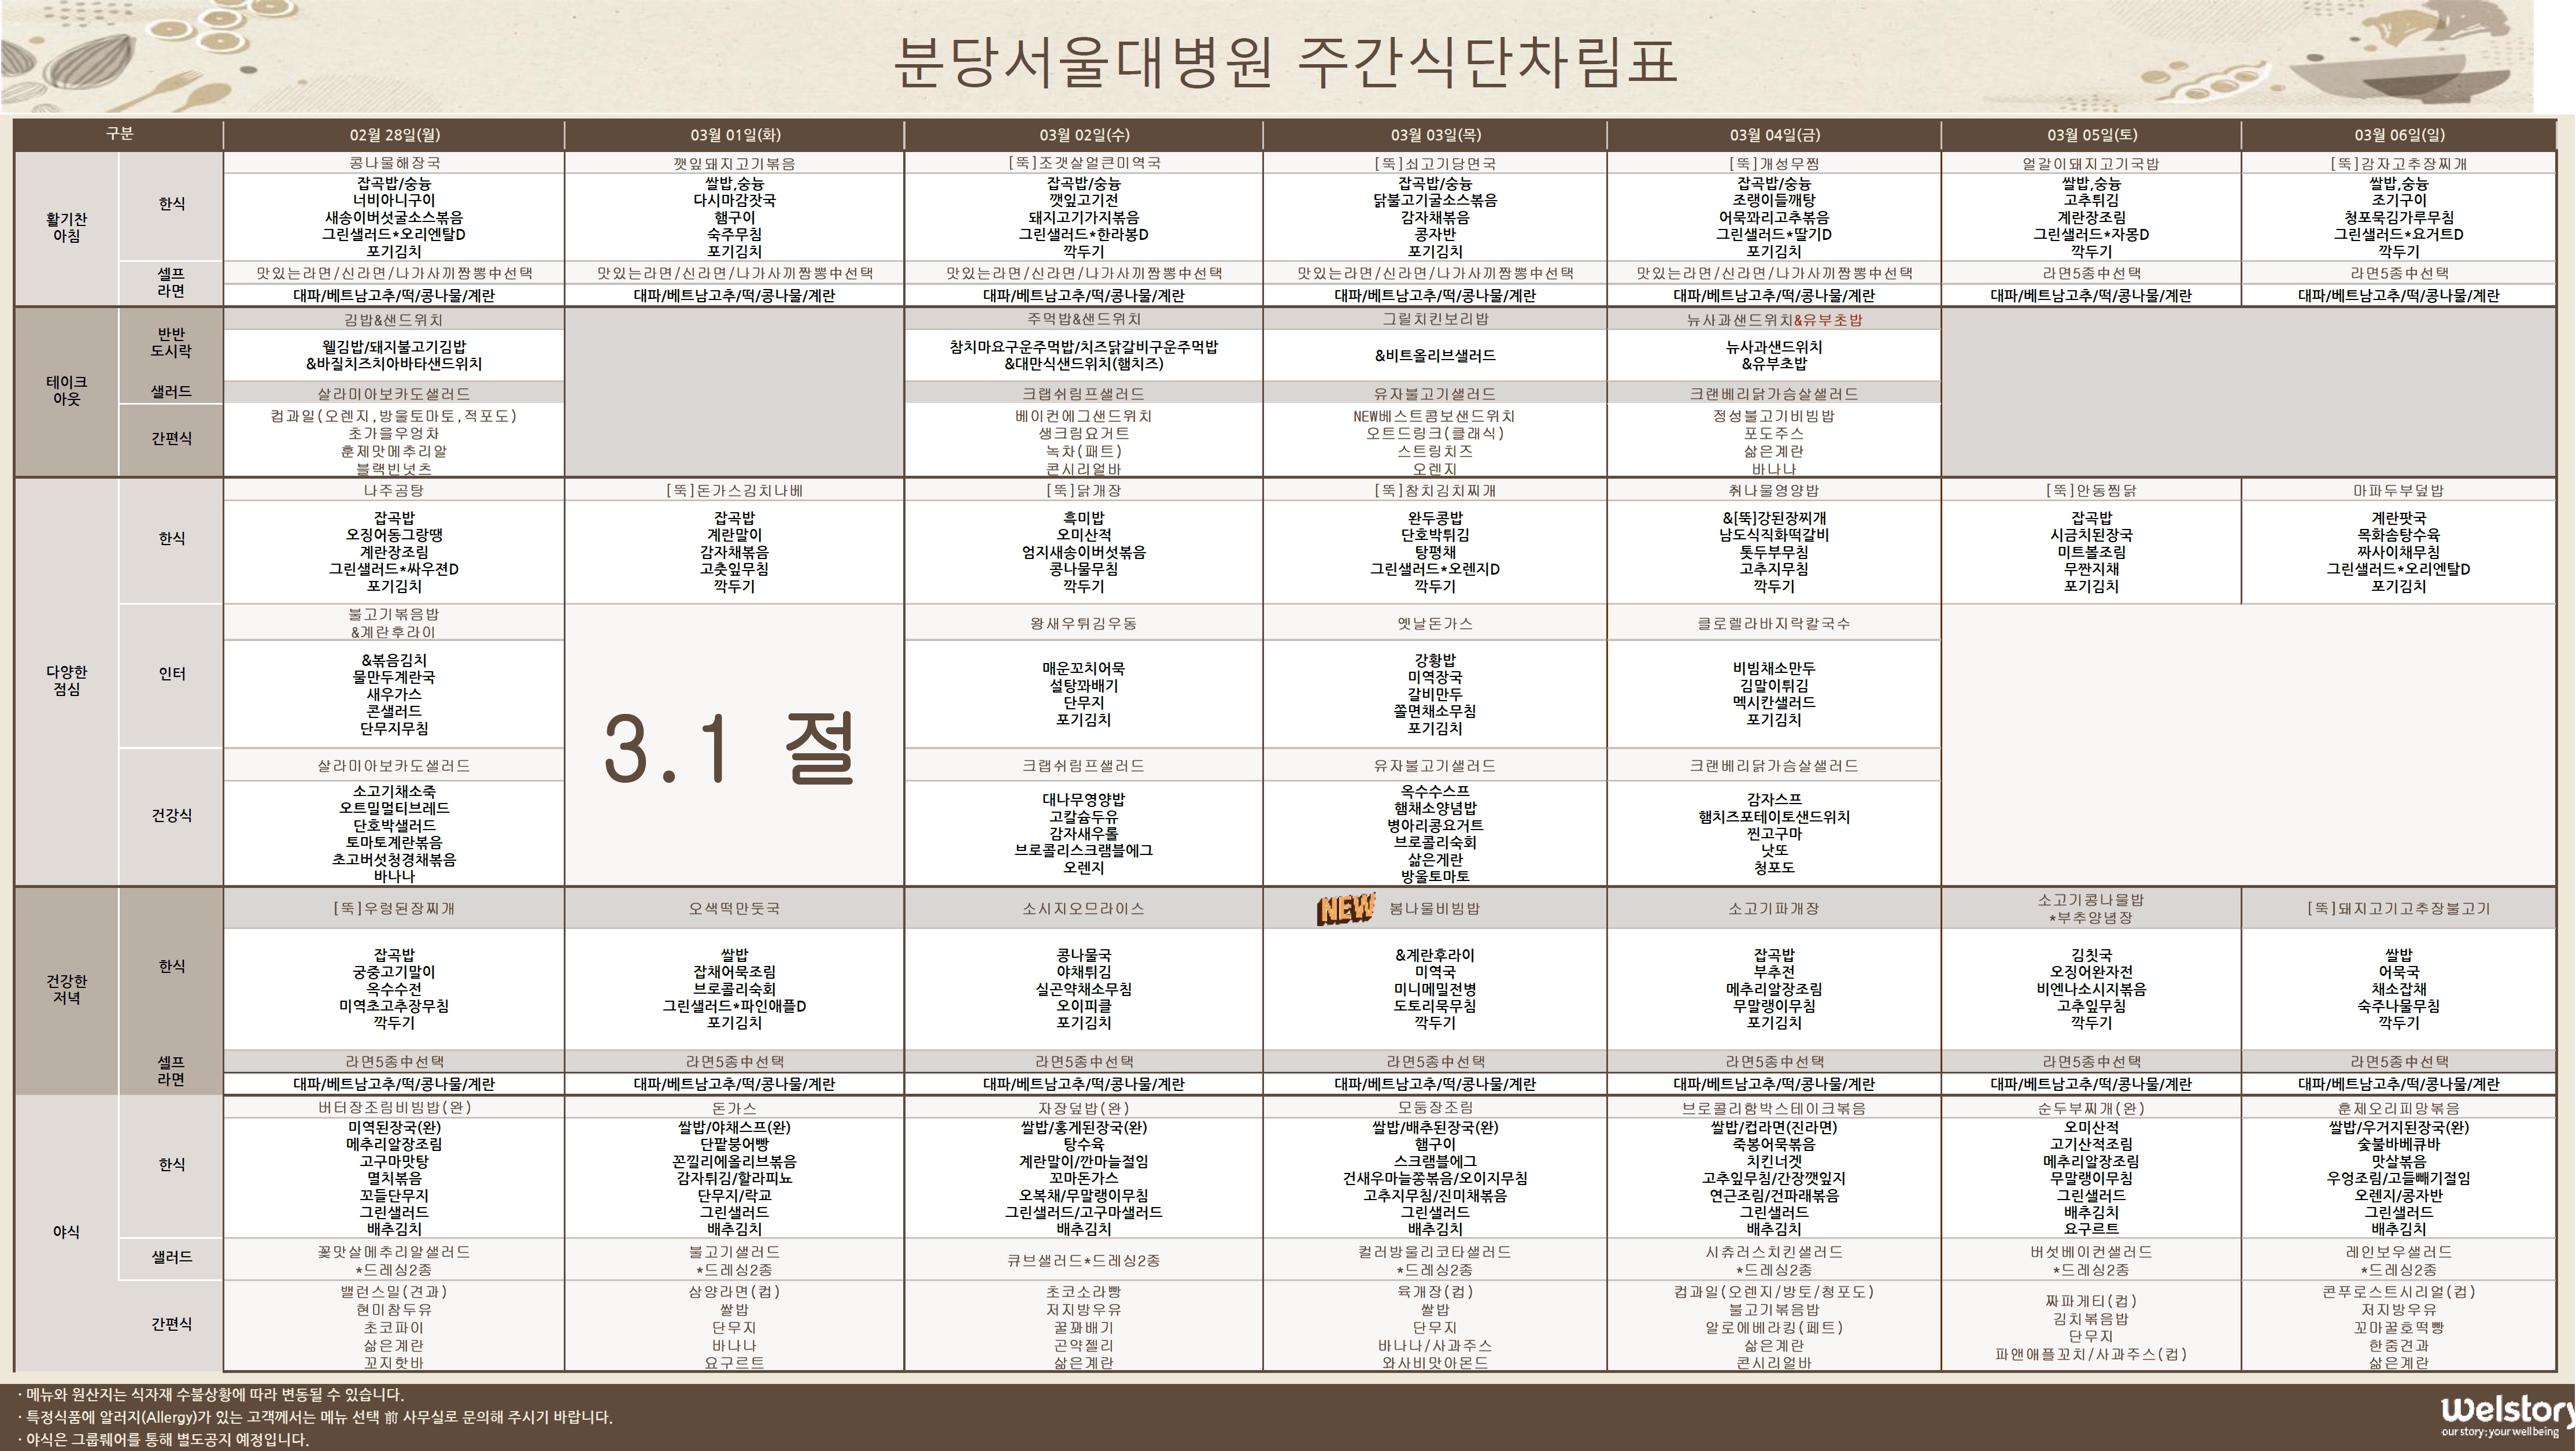 분당서울대병원 주간식단차림표
구분 02월 28일(월) 03월 01일(화) 03월 02일(수) 03월 03일(목) 03월 04일(금) 03월 05일(토) 03월 06일(일)
활기찬
아침
한식
콩나물해장국 깻잎돼지고기볶음 [뚝]조갯살얼큰미역국 [뚝]쇠고기당면국 [뚝]개성무찜 얼갈이돼지고기국밥 [뚝]감자고추장찌개
잡곡밥/숭늉 쌀밥,숭늉 잡곡밥/숭늉 잡곡밥/숭늉 잡곡밥/숭늉 쌀밥,숭늉 쌀밥,숭늉
너비아니구이 다시마감잣국 깻잎고기전 닭불고기굴소스볶음 조랭이들깨탕 고추튀김 조기구이
새송이버섯굴소스볶음 햄구이 돼지고기가지볶음 감자채볶음 어묵꽈리고추볶음 계란장조림 청포묵김가루무침
그린샐러드*오리엔탈D 숙주무침 그린샐러드*한라봉D 콩자반 그린샐러드*딸기D 그린샐러드*자몽D 그린샐러드*요거트D
포기김치 포기김치 깍두기 포기김치 포기김치 깍두기 깍두기
셀프
라면
맛있는라면/신라면/나가사끼짬뽕中선택 맛있는라면/신라면/나가사끼짬뽕中선택 맛있는라면/신라면/나가사끼짬뽕中선택 맛있는라면/신라면/나가사끼짬뽕中선택 맛있는라면/신라면/나가사끼짬뽕中선택 라면5종中선택 라면5종中선택
대파/베트남고추/떡/콩나물/계란 대파/베트남고추/떡/콩나물/계란 대파/베트남고추/떡/콩나물/계란 대파/베트남고추/떡/콩나물/계란 대파/베트남고추/떡/콩나물/계란 대파/베트남고추/떡/콩나물/계란 대파/베트남고추/떡/콩나물/계란
테이크
아웃
반반
도시락
김밥&샌드위치 주먹밥&샌드위치 그릴치킨보리밥 뉴사과샌드위치&유부초밥
웰김밥/돼지불고기김밥 참치마요구운주먹밥/치즈닭갈비구운주먹밥 &비트올리브샐러드 뉴사과샌드위치
&바질치즈치아바타샌드위치 &대만식샌드위치(햄치즈) &유부초밥
샐러드 살라미아보카도샐러드 크랩쉬림프샐러드 유자불고기샐러드 크랜베리닭가슴살샐러드
간편식
컵과일(오렌지,방울토마토,적포도) 베이컨에그샌드위치 NEW베스트콤보샌드위치 정성불고기비빔밥
초가을우엉차 생크림요거트 오트드링크(클래식) 포도주스
훈제맛메추리알 녹차(패트) 스트링치즈 삶은계란
블랙빈넛츠 콘시리얼바 오렌지 바나나
다양한
점심
한식
나주곰탕 [뚝]돈가스김치나베 [뚝]닭개장 [뚝]참치김치찌개 취나물영양밥 [뚝]안동찜닭 마파두부덮밥
잡곡밥 잡곡밥 흑미밥 완두콩밥 &[뚝]강된장찌개 잡곡밥 계란팟국
오징어동그랑땡 계란말이 오미산적 단호박튀김 남도식직화떡갈비 시금치된장국 목화솜탕수육
계란장조림 감자채볶음 엄지새송이버섯볶음 탕평채 톳두부무침 미트볼조림 짜사이채무침
그린샐러드*싸우젼D 고춧잎무침 콩나물무침 그린샐러드*오렌지D 고추지무침 무짠지채 그린샐러드*오리엔탈D
포기김치 깍두기 깍두기 깍두기 깍두기 포기김치 포기김치
인터
불고기볶음밥 왕새우튀김우동 옛날돈가스 클로렐라바지락칼국수
&계란후라이
&볶음김치 매운꼬치어묵 강황밥 비빔채소만두
물만두계란국 설탕꽈배기 미역장국 김말이튀김
새우가스 단무지 갈비만두 멕시칸샐러드
콘샐러드 포기김치 쫄면채소무침 포기김치
단무지무침 포기김치
3.1 절
건강식
살라미아보카도샐러드 크랩쉬림프샐러드 유자불고기샐러드 크랜베리닭가슴살샐러드
소고기채소죽 대나무영양밥 옥수수스프 감자스프
오트밀멀티브레드 고칼슘두유 햄채소양념밥 햄치즈포테이토샌드위치
단호박샐러드 감자새우롤 병아리콩요거트 찐고구마
토마토계란볶음 브로콜리스크램블에그 브로콜리숙회 낫또
초고버섯청경채볶음 오렌지 삶은계란 청포도
바나나 방울토마토
건강한
저녁
한식
[뚝]우렁된장찌개 오색떡만둣국 소시지오므라이스 NEW 봄나물비빔밥 소고기파개장 소고기콩나물밥 [뚝]돼지고기고추장불고기
*부추양념장
잡곡밥 쌀밥 콩나물국 &계란후라이 잡곡밥 김칫국 쌀밥
궁중고기말이 잡채어묵조림 야채튀김 미역국 부추전 오징어완자전 어묵국
옥수수전 브로콜리숙회 실곤약채소무침 미니메밀전병 메추리알장조림 비엔나소시지볶음 채소잡채
미역초고추장무침 그린샐러드*파인애플D 오이피클 도토리묵무침 무말랭이무침 고추잎무침 숙주나물무침
깍두기 포기김치 포기김치 깍두기 포기김치 깍두기 깍두기
셀프
라면
라면5종中선택 라면5종中선택 라면5종中선택 라면5종中선택 라면5종中선택 라면5종中선택 라면5종中선택
대파/베트남고추/떡/콩나물/계란 대파/베트남고추/떡/콩나물/계란 대파/베트남고추/떡/콩나물/계란 대파/베트남고추/떡/콩나물/계란 대파/베트남고추/떡/콩나물/계란 대파/베트남고추/떡/콩나물/계란 대파/베트남고추/떡/콩나물/계란
야식
한식
버터장조림비빔밥(완) 돈가스 자장덮밥(완) 모둠장조림 브로콜리함박스테이크볶음 순두부찌개(완) 훈제오리피망볶음
미역된장국(완) 쌀밥/야채스프(완) 쌀밥/홍게된장국(완) 쌀밥/배추된장국(완) 쌀밥/컵라면(진라면) 오미산적 쌀밥/우거지된장국(완)
메추리알장조림 단팥붕어빵 탕수육 햄구이 죽봉어묵볶음 고기산적조림 숯불바베큐바
고구마맛탕 꼰낄리에올리브볶음 계란말이/깐마늘절임 스크램블에그 치킨너겟 메추리알장조림 맛살볶음
멸치볶음 감자튀김/할라피뇨 꼬마돈가스 건새우마늘쫑볶음/오이지무침 고추잎무침/간장깻잎지 무말랭이무침 우엉조림/고들빼기절임
꼬들단무지 단무지/락교 오복채/무말랭이무침 고추지무침/진미채볶음 연근조림/건파래볶음 그린샐러드 오렌지/콩자반
그린샐러드 그린샐러드 그린샐러드/고구마샐러드 그린샐러드 그린샐러드 배추김치 그린샐러드
배추김치 배추김치 배추김치 배추김치 배추김치 요구르트 배추김치
샐러드
꽃맛살메추리알샐러드 불고기샐러드 큐브샐러드*드레싱2종 컬러방울리코타샐러드 시츄러스치킨샐러드 버섯베이컨샐러드 레인보우샐러드
*드레싱2종 *드레싱2종 *드레싱2종 *드레싱2종 *드레싱2종 *드레싱2종
간편식
밸런스밀(견과) 삼양라면(컵) 초코소라빵 육개장(컵) 컵과일(오렌지/방토/청포도) 짜파게티(컵) 콘푸로스트시리얼(컵)
현미참두유 쌀밥 저지방우유 쌀밥 불고기볶음밥 김치볶음밥 저지방우유
초코파이 단무지 꿀꽈배기 단무지 알로에베라킹(페트) 단무지 꼬마꿀호떡빵
삶은계란 바나나 곤약젤리 바나나/사과주스 삶은계란 파앤애플꼬치/사과주스(컵) 한줌견과
꼬지핫바 요구르트 삶은계란 와사비맛아몬드 콘시리얼바 삶은계란
· 메뉴와 원산지는 식자재 수불상황에 따라 변동될 수 있습니다.
· 특정식품에 알러지(Allergy)가 있는 고객께서는 메뉴 선택 前 사무실로 문의해 주시기 바랍니다.
· 야식은 그룹웨어를 통해 별도공지 예정입니다.
welstory
our story : your wellbeing